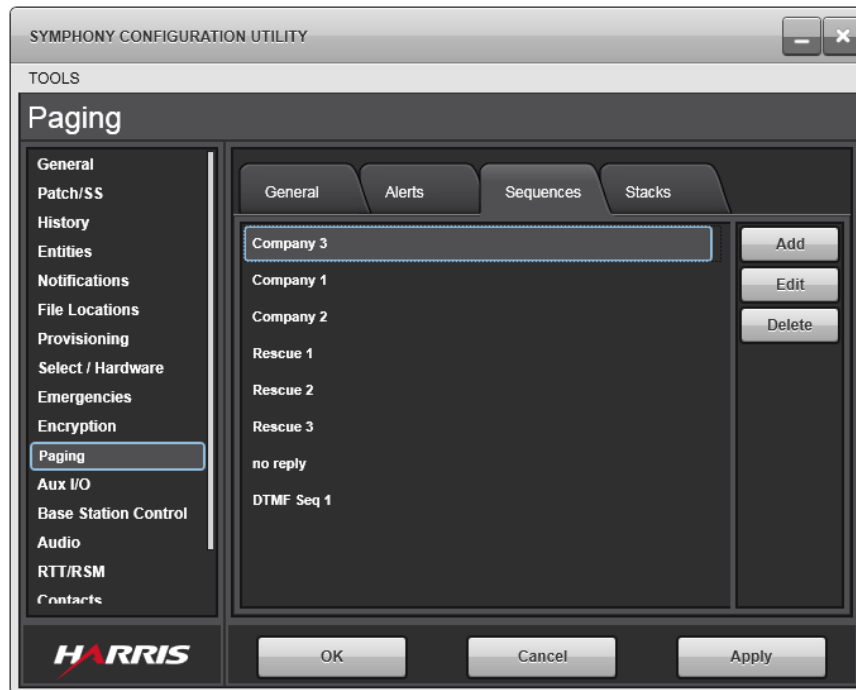 SYMPHONY CONFIGURATION UTILITY
TOOLS
Paging
General
Patch/SS
History
Entities
Notifications
File Locations
Provisioning
Select / Hardware
Emergencies
Encryption
Paging
Aux I/O
Base Station Control
Audio
RTT/RSM
Contacts
General Alerts Sequences Stacks
Company 3
Company 1
Company 2
Rescue 1
Rescue 2
Rescue 3
no reply
DTMF Seq 1
Add
Edit
Delete
HARRIS
OK Cancel Apply